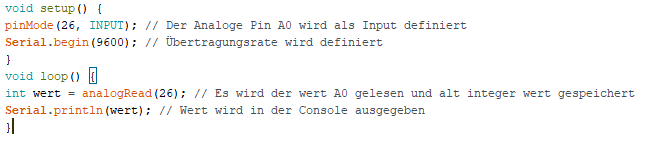 void setup() {
pinMode(26, INPUT); // Der Analoge Pin A0 wird als Input definiert
Serial.begin(9600); // Übertragungsrate wird definiert
}
void loop() {
int wert = analogRead(26); // Es wird der wert A0 gelesen und alt integer wert gespeichert
Serial.println(wert); // Wert wird in der Console ausgegeben
}